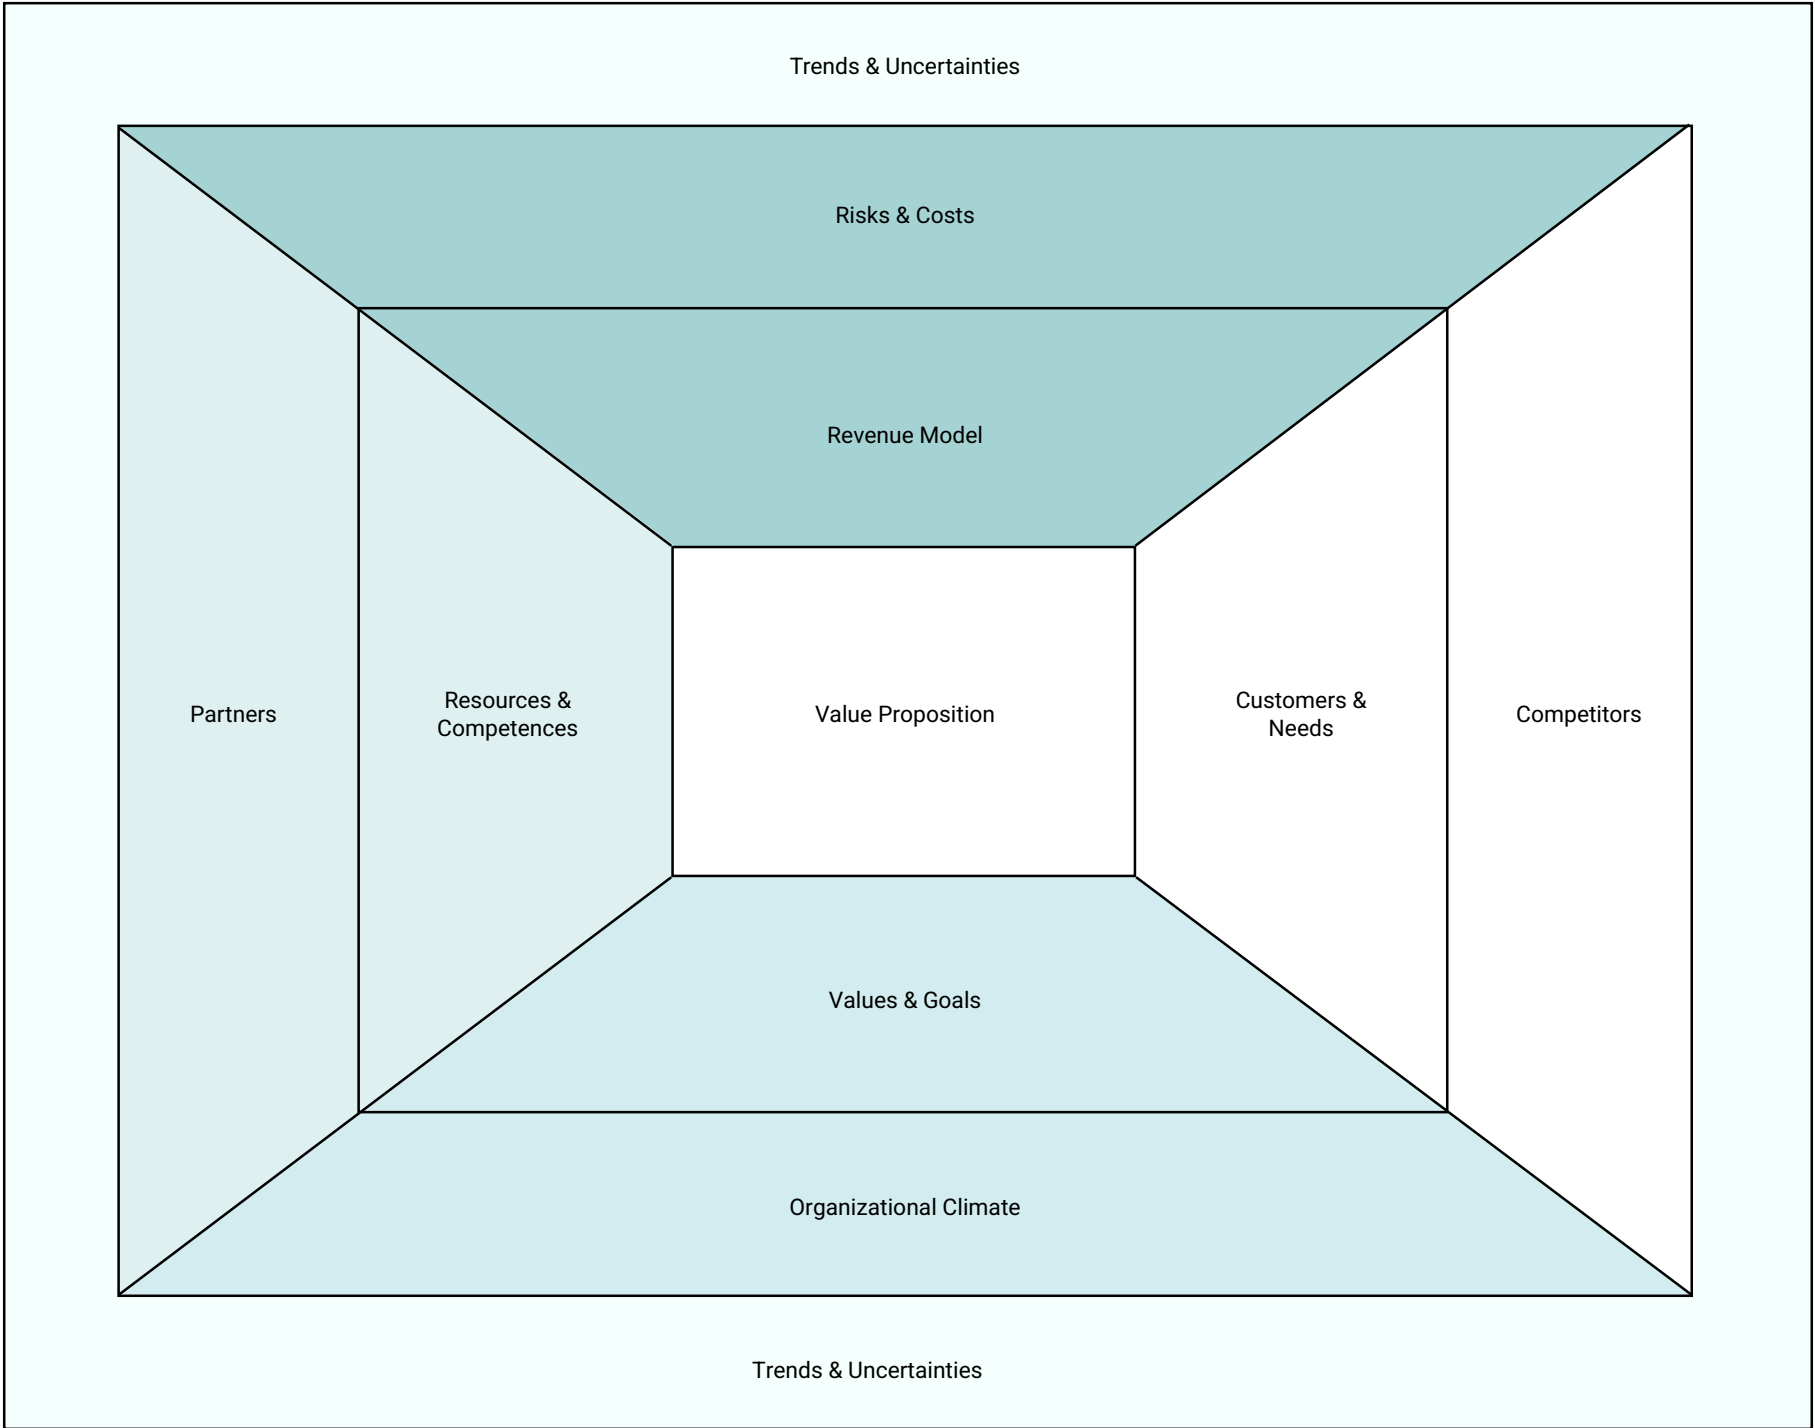 Trends & Uncertainties
Risks & Costs
Revenue Model
Partners
Resources &
Competences
Value Proposition
Customers &
Needs
Competitors
Values & Goals
Organizational Climate
Trends & Uncertainties